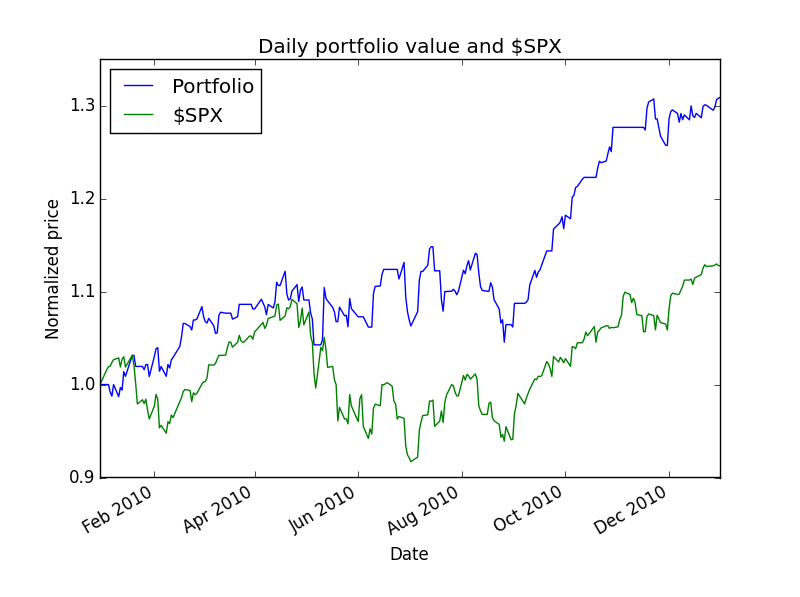 Daily portfolio value and $SPX
Portfolio
$SPX
1.3
1.2
1.1
1.0
0.9
Normalized price
Feb 2010
Apr 2010
Jun 2010
Aug 2010
Oct 2010
Dec 2010
Date